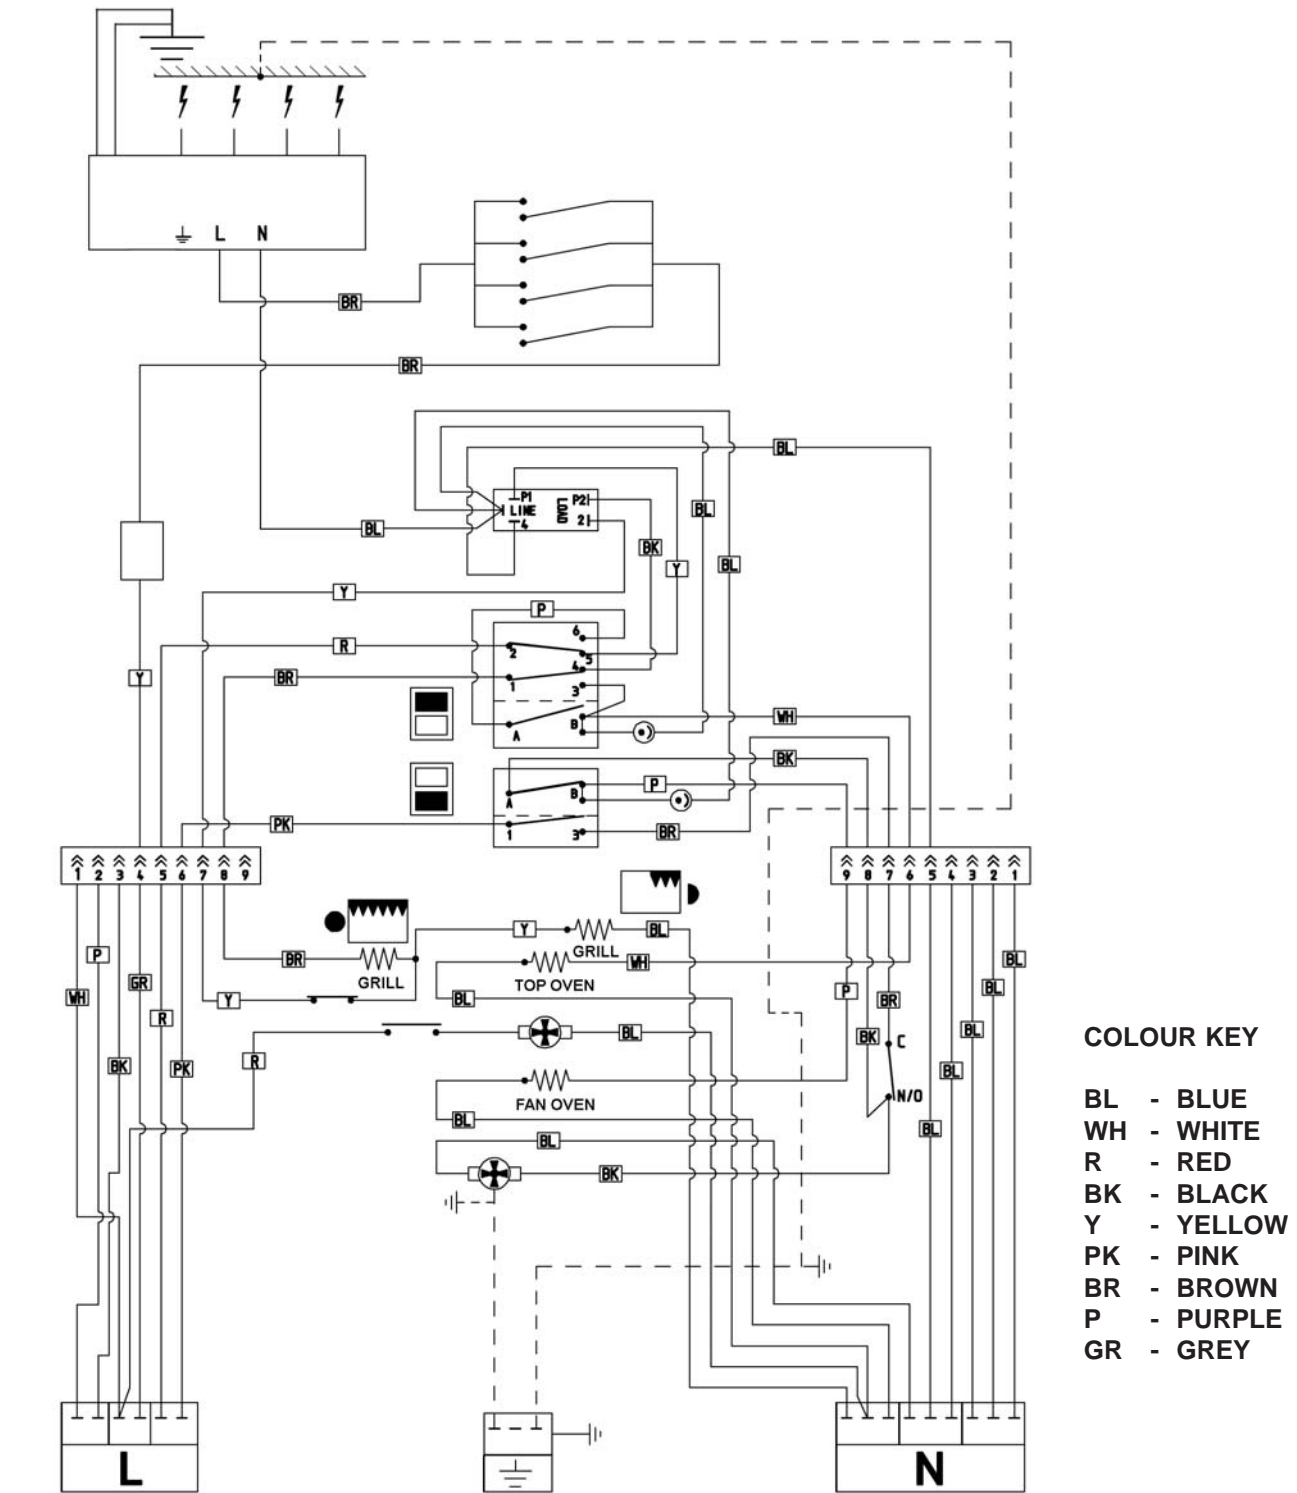 L N
BR
BR
BL
P1 P2
LINE LOAD
4 2
BL
BL
BK
Y
BL
Y
P
6
R
2 5
4
BR
1
3
Y
WH
B
A
BK
P
A B
PK
1 3
BR
1 2 3 4 5 6 7 8 9
9 8 7 6 5 4 3 2 1
Y BL
GRILL
P
BR
GRILL
WH
TOP OVEN
BL
GR
WH
Y
BL
P
BR
BL
R
BL
BL
C
BK
BK
R
PK
BL
FAN OVEN
N/O
BL
BL
BL
BK
L
N
COLOUR KEY
BL - BLUE
WH - WHITE
R - RED
BK - BLACK
Y - YELLOW
PK - PINK
BR - BROWN
P - PURPLE
GR - GREY